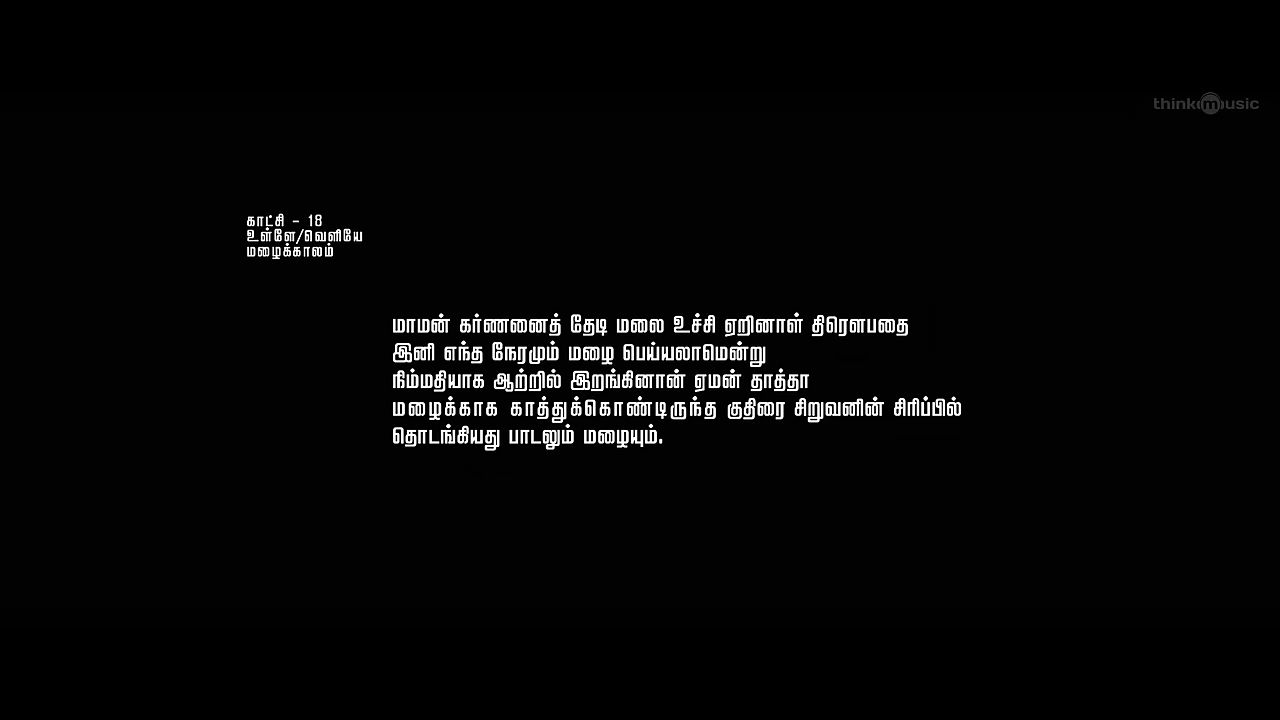 thinkmusic
காட்சி - 18
உள்ளே/வெளியே
மழைக்காலம்
மாமன் கர்ணனைத் தேடி மலை உச்சி ஏறினாள் திரௌபதை
இனி எந்த நேரமும் மழை பெய்யலாமென்று
நிம்மதியாக ஆற்றில் இறங்கினான் ஏமன் தாத்தா
மழைக்காக காத்துக்கொண்டிருந்த குதிரை சிறுவனின் சிரிப்பில்
தொடங்கியது பாடலும் மழையும்.